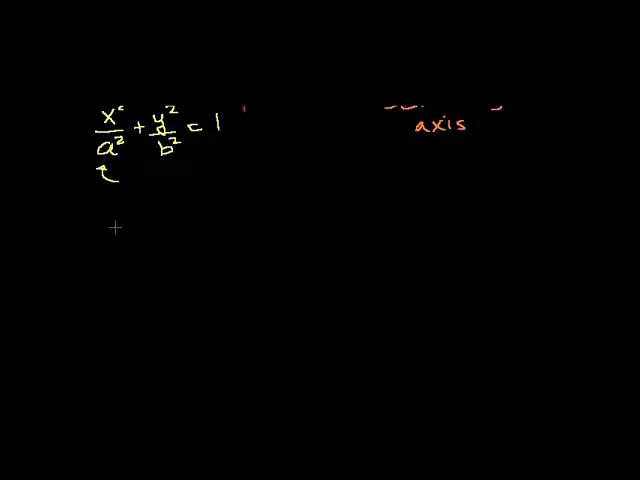 x²/a² + y²/b² = 1
axis